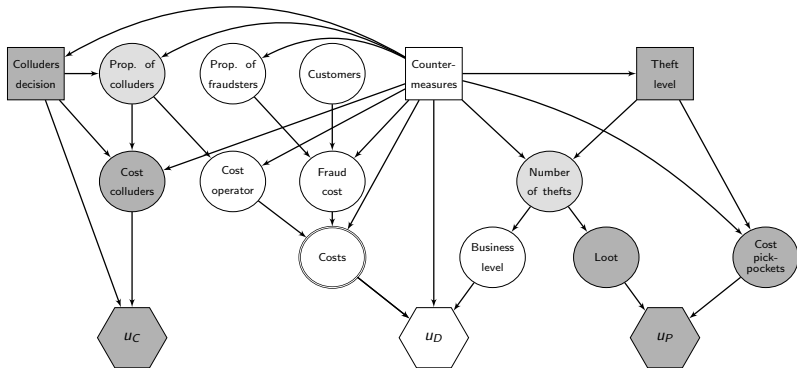 Colluders
decision
Prop. of
colluders
Prop. of
fraudsters
Customers
Counter-
measures
Theft
level
Cost
colluders
Cost
operator
Fraud
cost
Number
of thefts
Costs
Business
level
Loot
Cost
pick-
pockets
u_C
u_D
u_P